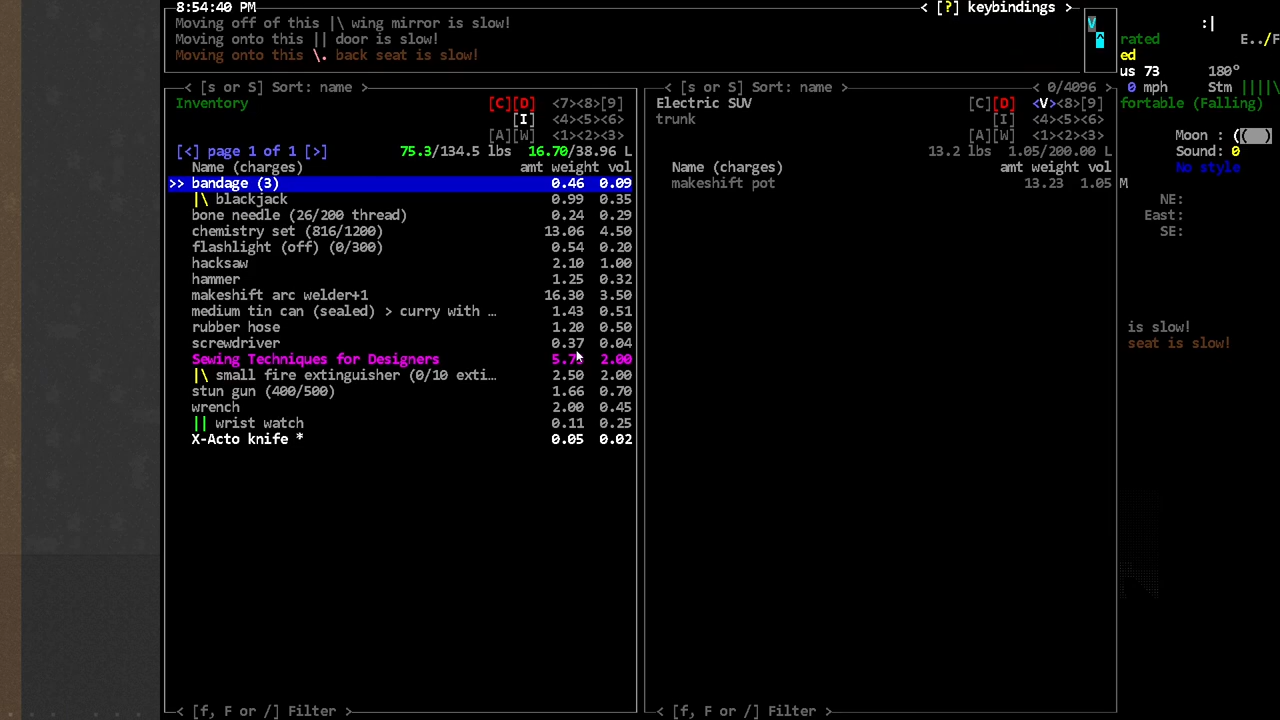 8:54:40 PM
< [?] keybindings >
Moving off of this |\ wing mirror is slow!
Moving onto this || door is slow!
Moving onto this \. back seat is slow!
V
^
:|
rated E../F
ed
us 73 180°
0 mph Stm ||||\
fortable (Falling)
Moon : (
Sound: 0
No style
M
NE:
East:
SE:
is slow!
seat is slow!
< [s or S] Sort: name >
Inventory [C][D] <7><8>[9]
[I] <4><5><6>
[A][W] <1><2><3>
[<] page 1 of 1 [>] 75.3/134.5 lbs 16.70/38.96 L
Name (charges) amt weight vol
>> bandage (3) 0.46 0.09
|\ blackjack 0.99 0.35
bone needle (26/200 thread) 0.24 0.29
chemistry set (816/1200) 13.06 4.50
flashlight (off) (0/300) 0.54 0.20
hacksaw 2.10 1.00
hammer 1.25 0.32
makeshift arc welder+1 16.30 3.50
medium tin can (sealed) > curry with … 1.43 0.51
rubber hose 1.20 0.50
screwdriver 0.37 0.04
Sewing Techniques for Designers 2.00
|\ small fire extinguisher (0/10 exti… 2.50 2.00
stun gun (400/500) 1.66 0.70
wrench 2.00 0.45
|| wrist watch 0.11 0.25
X-Acto knife * 0.05 0.02
< [f, F or /] Filter >
< [s or S] Sort: name > < 0/4096 >
Electric SUV [C][D] <V><8>[9]
trunk [I] <4><5><6>
[A][W] <1><2><3>
13.2 lbs 1.05/200.00 L
Name (charges) amt weight vol
makeshift pot 13.23 1.05
< [f, F or /] Filter >